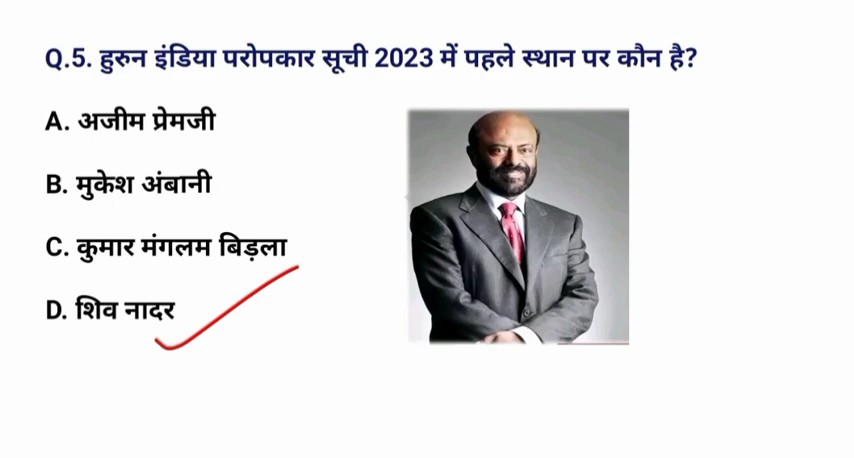 Q.5. हुरुन इंडिया परोपकार सूची 2023 में पहले स्थान पर कौन है?
A. अजीम प्रेमजी
B. मुकेश अंबानी
C. कुमार मंगलम बिड़ला
D. शिव नादर